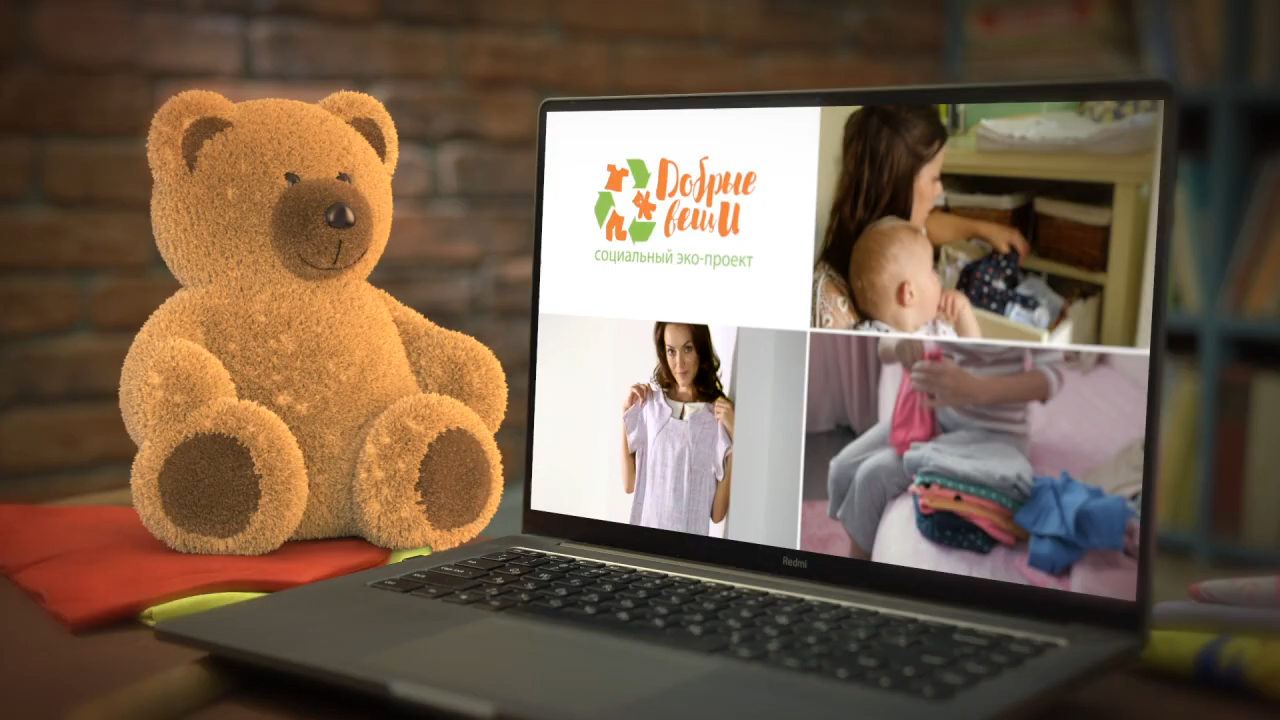 Добрые
вещИ
социальный эко-проект
Redmi